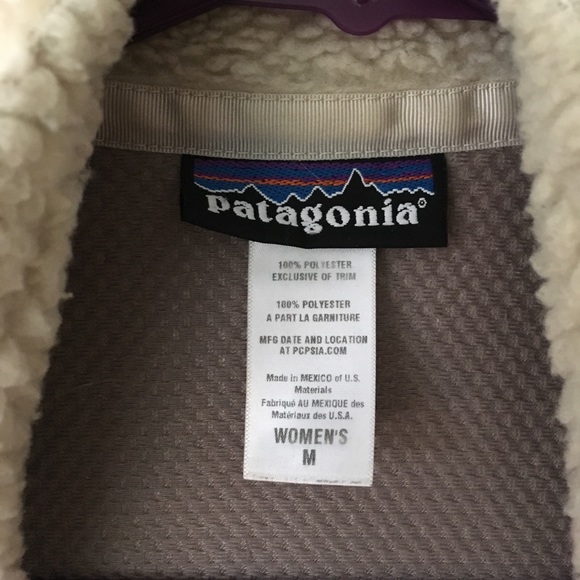 patagonia®
100% POLYESTER
EXCLUSIVE OF TRIM
100% POLYESTER
A PART LA GARNITURE
MFG DATE AND LOCATION
AT PCPSIA.COM
Made in MEXICO of U.S.
Materials
Fabriqué AU MEXIQUE des
Matériaux des U.S.A.
WOMEN'S
M